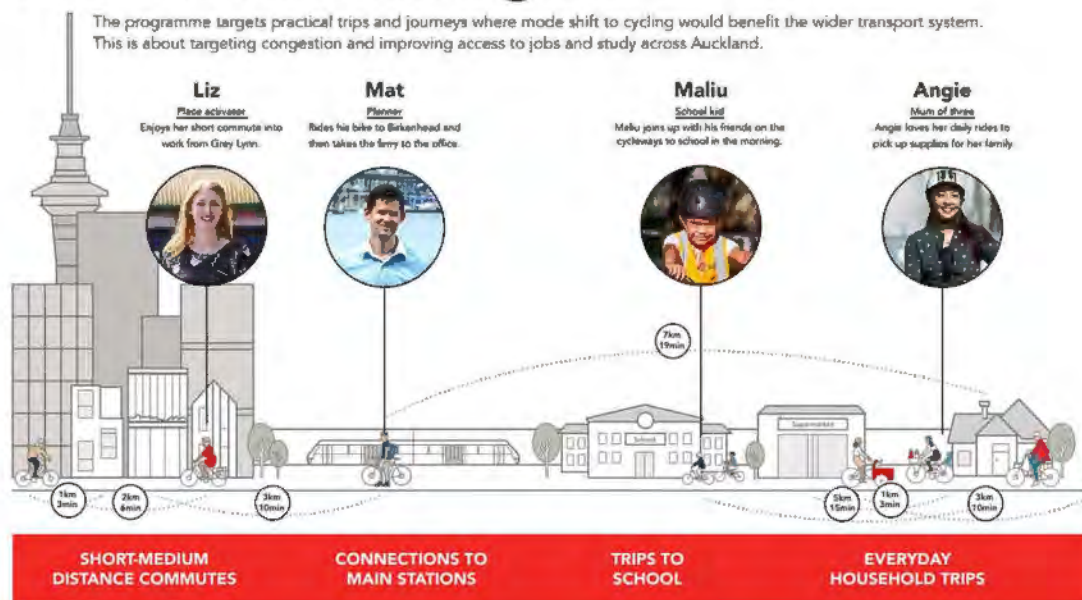 The programme targets practical trips and journeys where mode shift to cycling would benefit the wider transport system.
This is about targeting congestion and improving access to jobs and study across Auckland.
Liz
Place activator
Enjoys her short commute into
work from Grey Lynn.
Mat
Planner
Rides his bike to Birkenhead and
then takes the ferry to the office.
Maliu
School kid
Maliu joins up with his friends on the
cycleways to school in the morning.
Angie
Mum of three
Angie loves her daily rides to
pick up supplies for her family
7km
19min
School
Supermarket
1km
3min
2km
6min
3km
10min
5km
15min
1km
3min
3km
10min
SHORT-MEDIUM
DISTANCE COMMUTES
CONNECTIONS TO
MAIN STATIONS
TRIPS TO
SCHOOL
EVERYDAY
HOUSEHOLD TRIPS